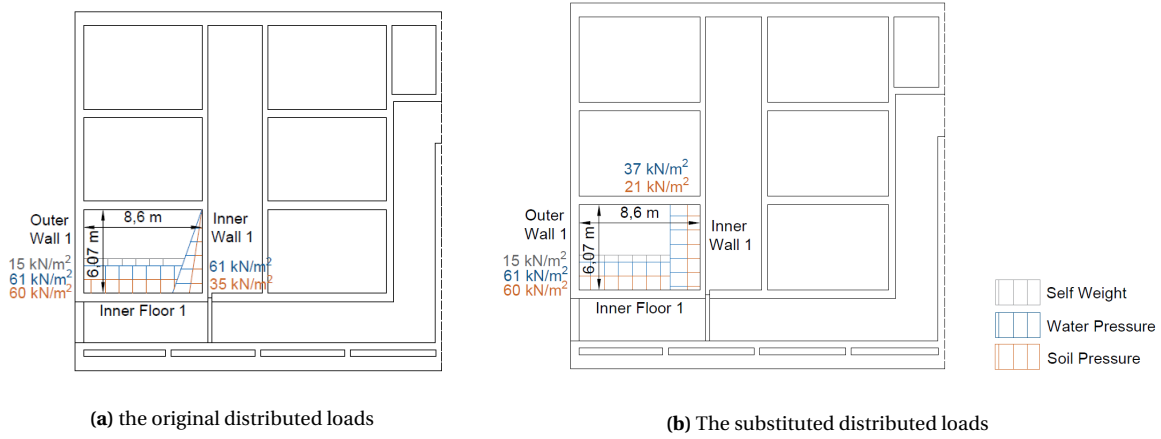 8,6 m
6,07 m
Outer
Wall 1
Inner
Wall 1
15 kN/m²
61 kN/m²
60 kN/m²
61 kN/m²
35 kN/m²
Inner Floor 1
(a) the original distributed loads
37 kN/m²
21 kN/m²
8,6 m
6,07 m
Outer
Wall 1
Inner
Wall 1
15 kN/m²
61 kN/m²
60 kN/m²
Inner Floor 1
(b) The substituted distributed loads
Self Weight
Water Pressure
Soil Pressure